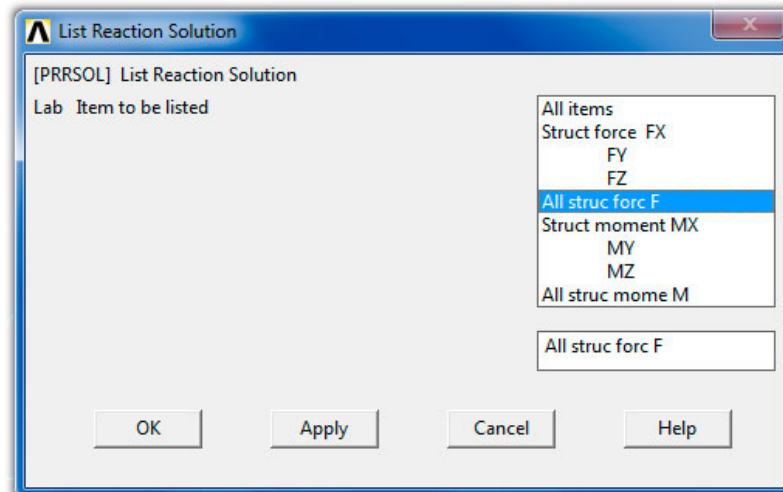 List Reaction Solution
[PRRSOL] List Reaction Solution
Lab Item to be listed
All items
Struct force FX
FY
FZ
All struc forc F
Struct moment MX
MY
MZ
All struc mome M
All struc forc F
OK Apply Cancel Help